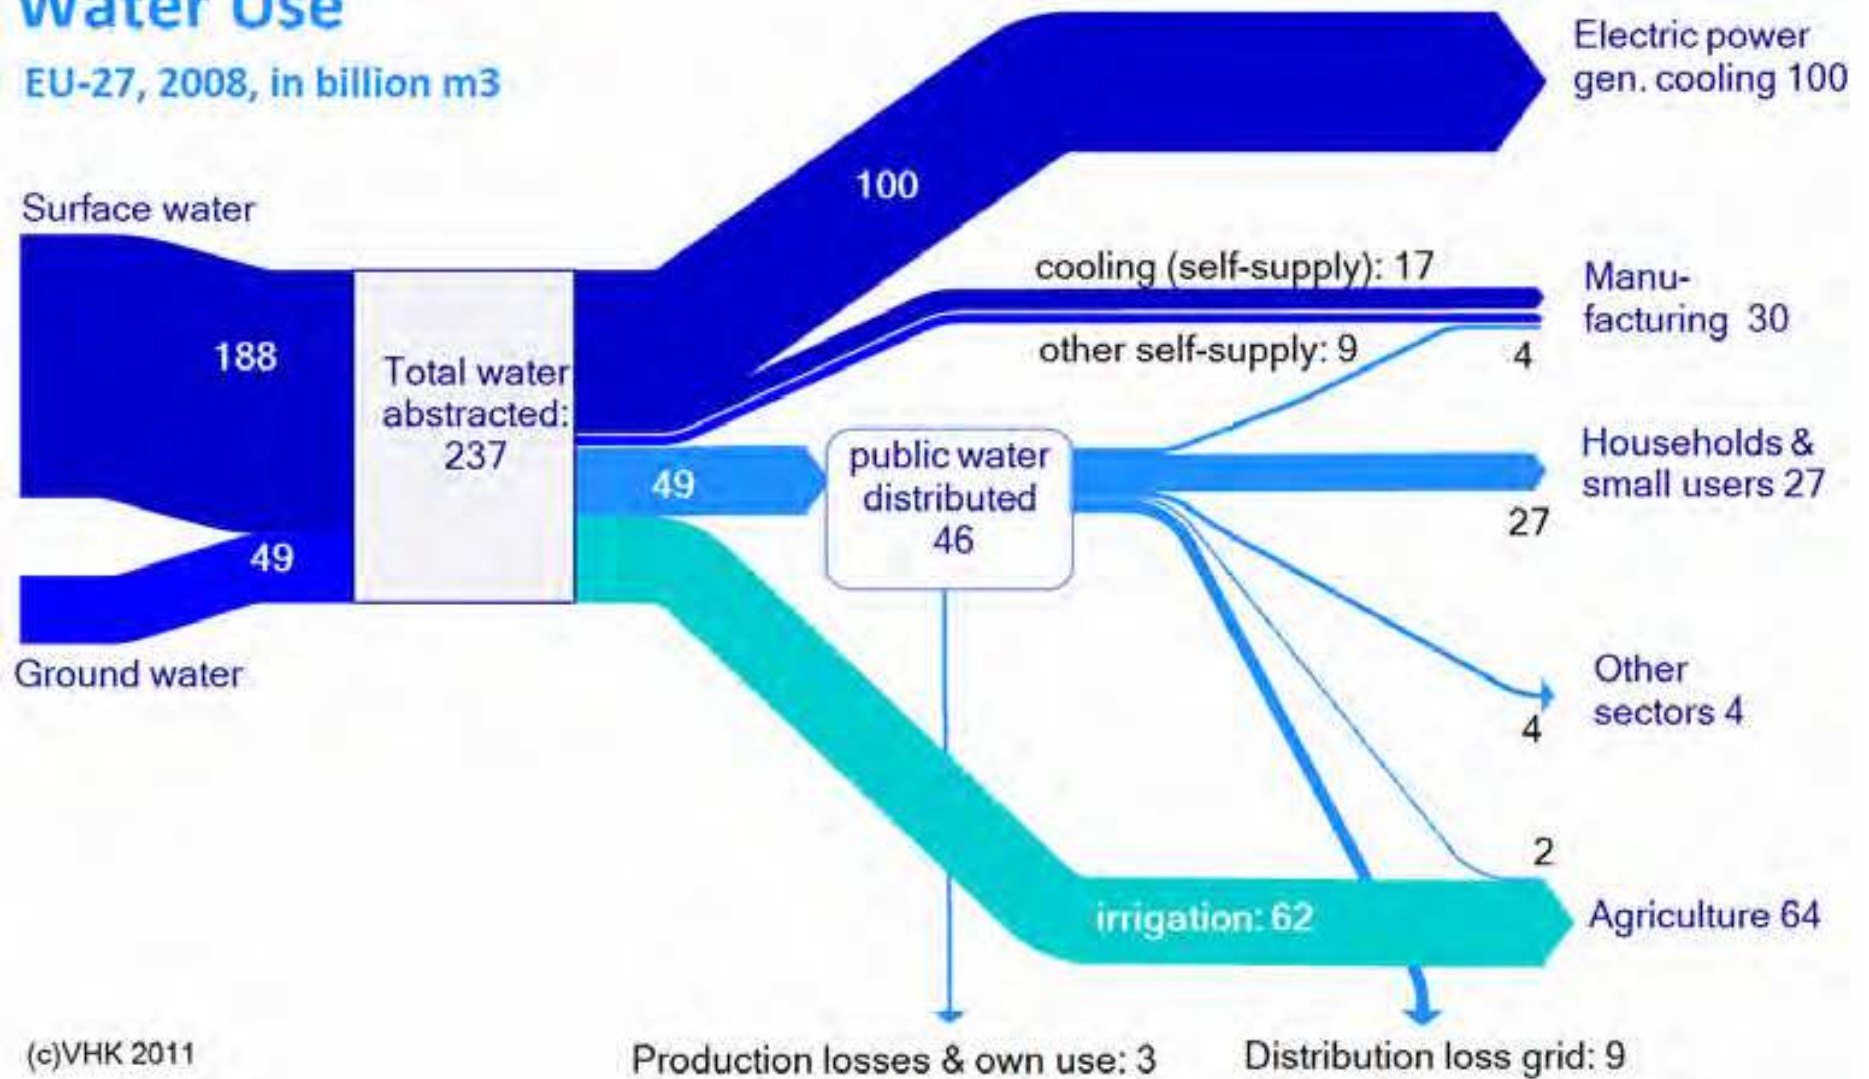 Water Use
EU-27, 2008, in billion m3
Electric power
gen. cooling 100
Surface water
100
188
cooling (self-supply): 17
other self-supply: 9
Manu-
facturing 30
4
Total water
abstracted:
237
49
public water
distributed
46
Households &
small users 27
27
49
Ground water
Other
sectors 4
4
2
irrigation: 62
Agriculture 64
(c)VHK 2011
Production losses & own use: 3
Distribution loss grid: 9